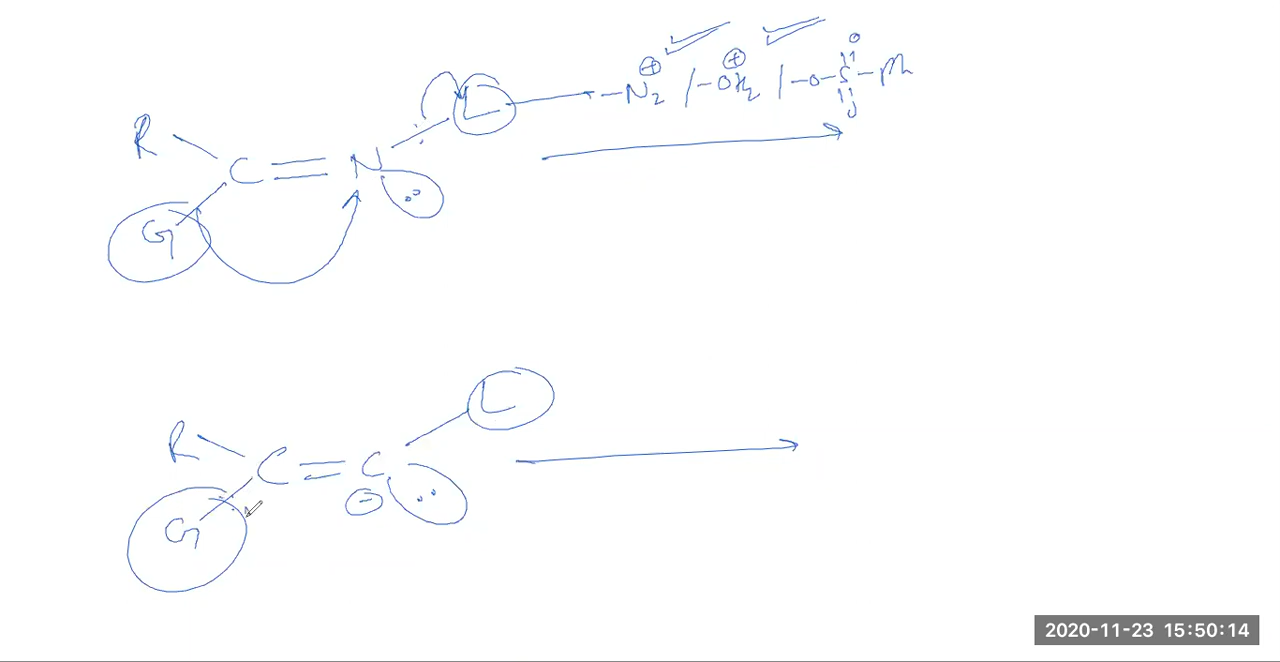 -N₂⊕ / -OH₂⊕ / -O-S-Ph
O
O
L
R
C = N
G
L
R
C = C
⊖
G
2020-11-23 15:50:14